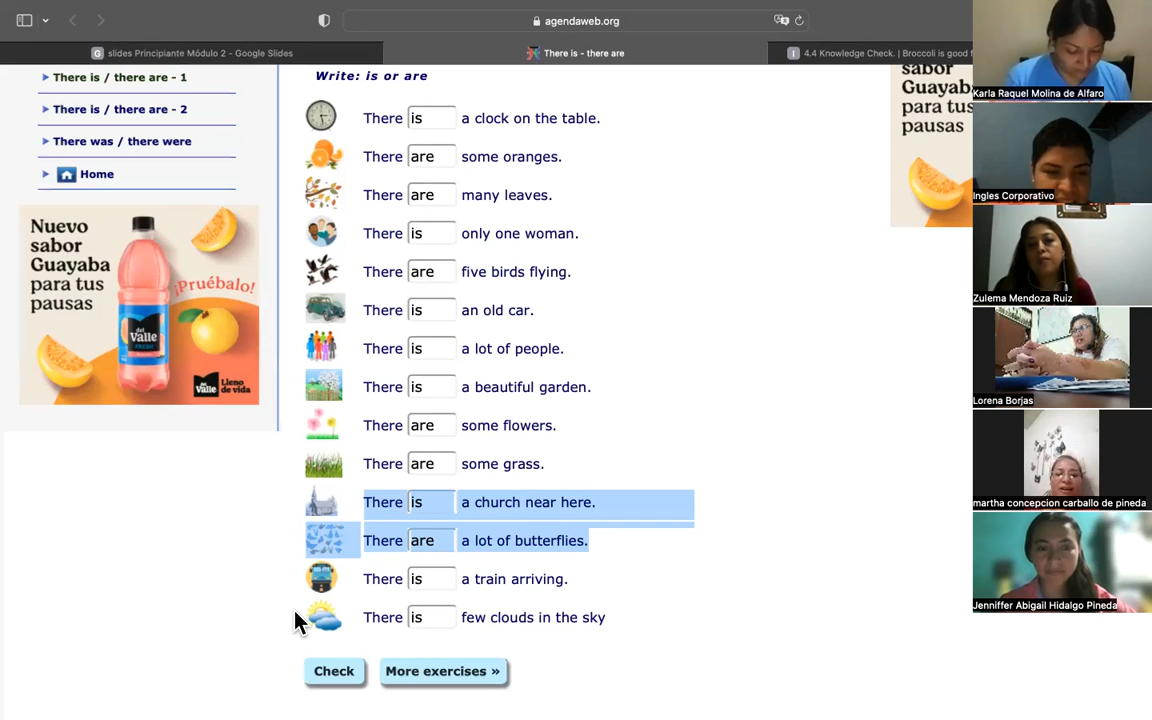 agendaweb.org
slides Principiante Módulo 2 - Google Slides
There is - there are
4.4 Knowledge Check. | Broccoli is good f
There is / there are - 1
There is / there are - 2
There was / there were
Home
Nuevo
sabor
Guayaba
para tus
pausas
¡Pruébalo!
del
Valle
FRESH
del
Valle
Lleno
de vida
Write: is or are
There is a clock on the table.
There are some oranges.
There are many leaves.
There is only one woman.
There are five birds flying.
There is an old car.
There is a lot of people.
There is a beautiful garden.
There are some flowers.
There are some grass.
There is a church near here.
There are a lot of butterflies.
There is a train arriving.
There is few clouds in the sky
Check
More exercises »
sabor
Guayab
para tus
pausas
Karla Raquel Molina de Alfaro
Ingles Corporativo
Zulema Mendoza Ruiz
Lorena Borjas
martha concepcion carballo de pineda
Jenniffer Abigail Hidalgo Pineda